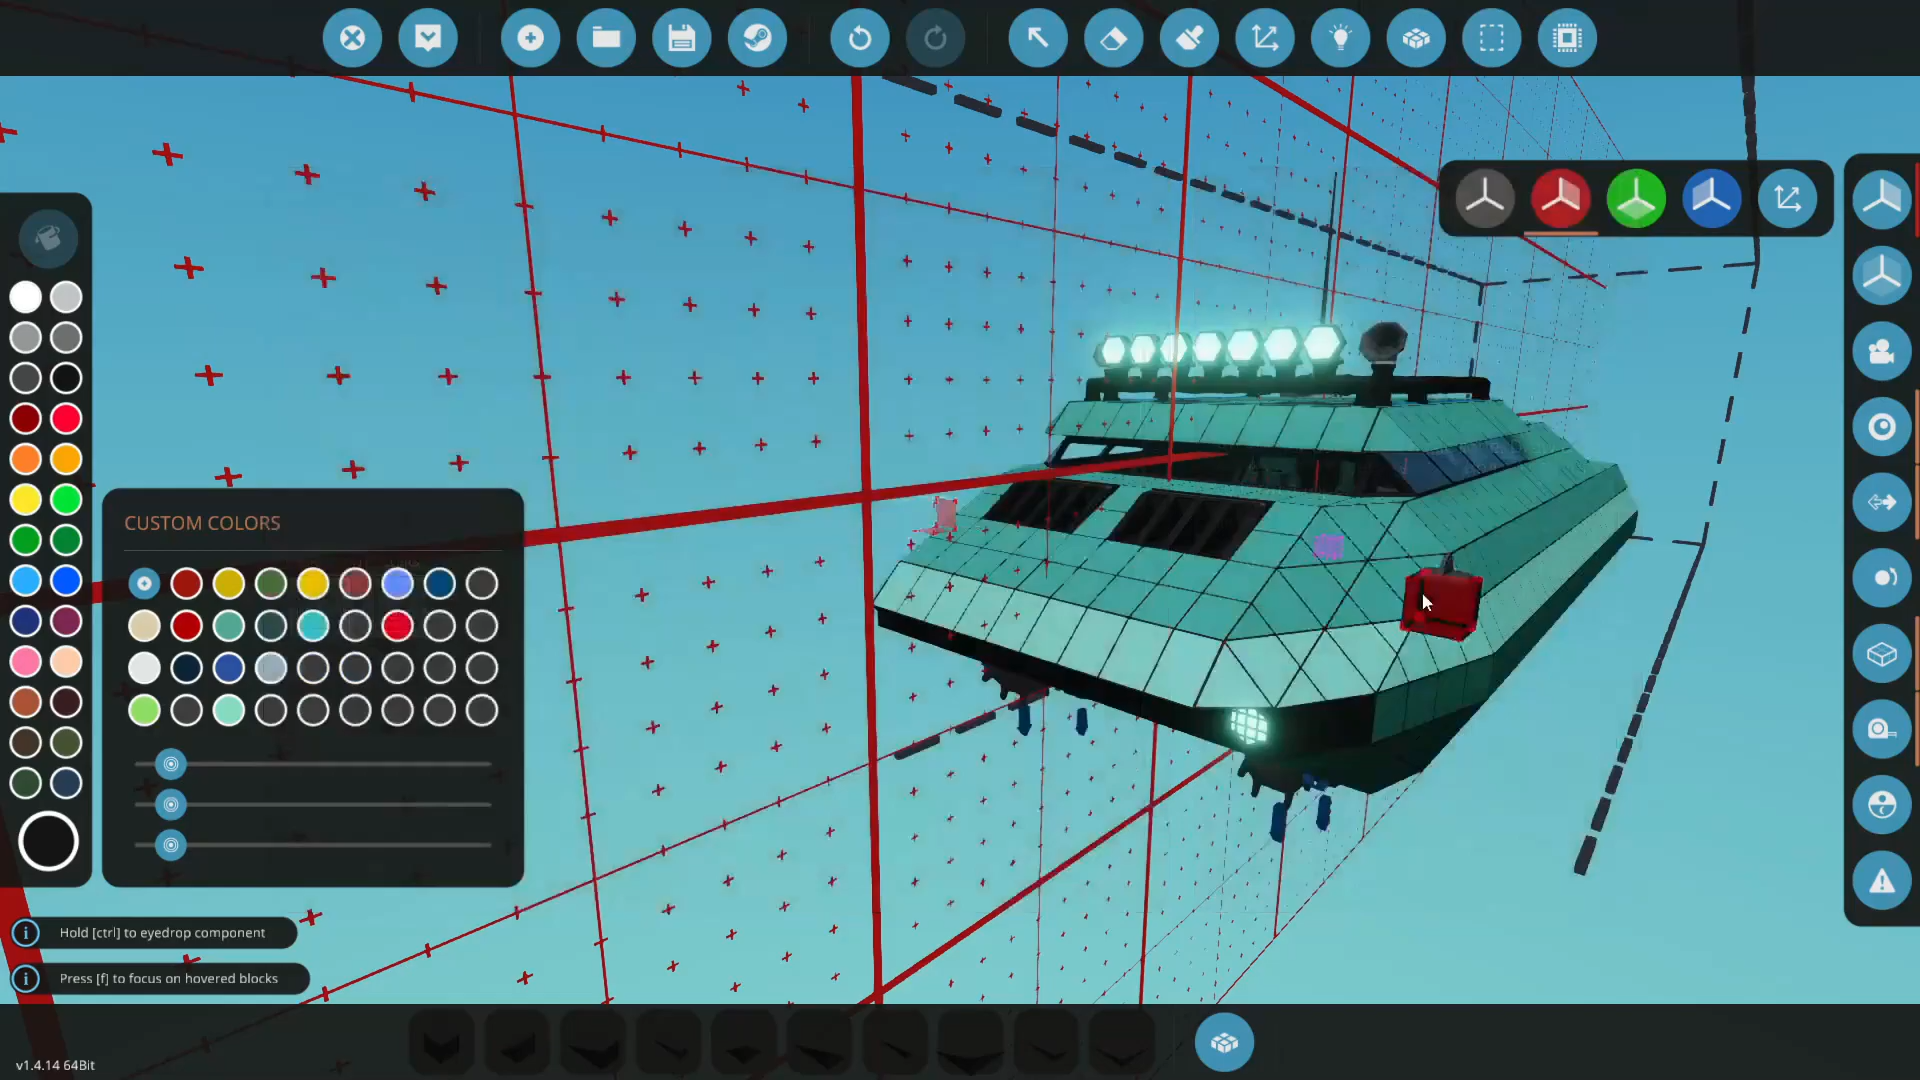 CUSTOM COLORS
Hold [ctrl] to eyedrop component
Press [f] to focus on hovered blocks
v1.4.14 64Bit